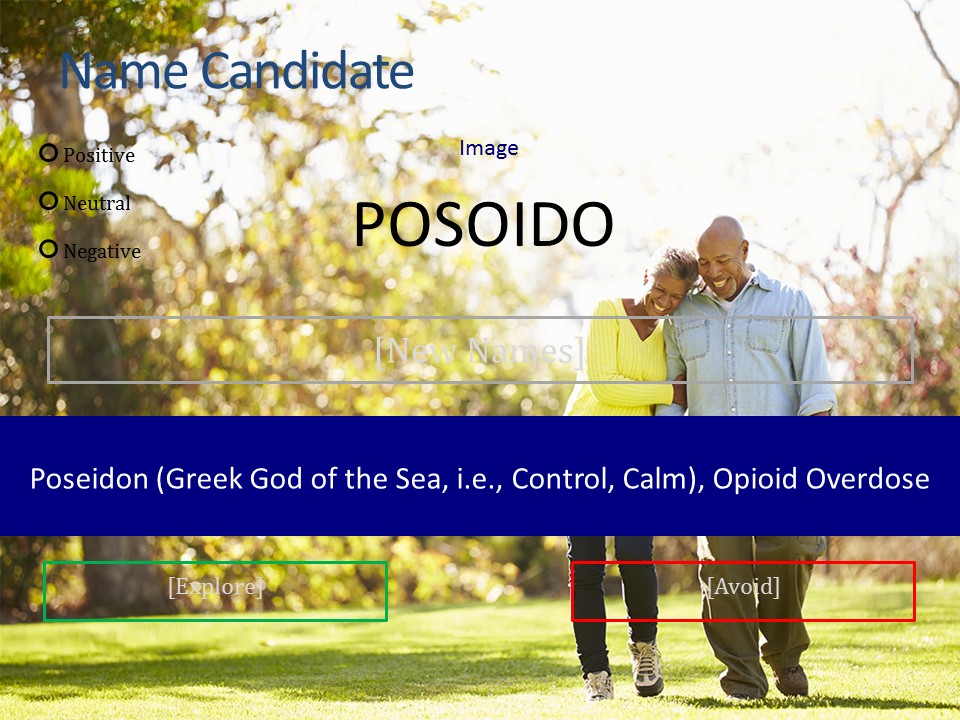 Name Candidate
Positive
Image
Neutral
POSOIDO
Negative
[New Names]
Poseidon (Greek God of the Sea, i.e., Control, Calm), Opioid Overdose
[Explore]
[Avoid]